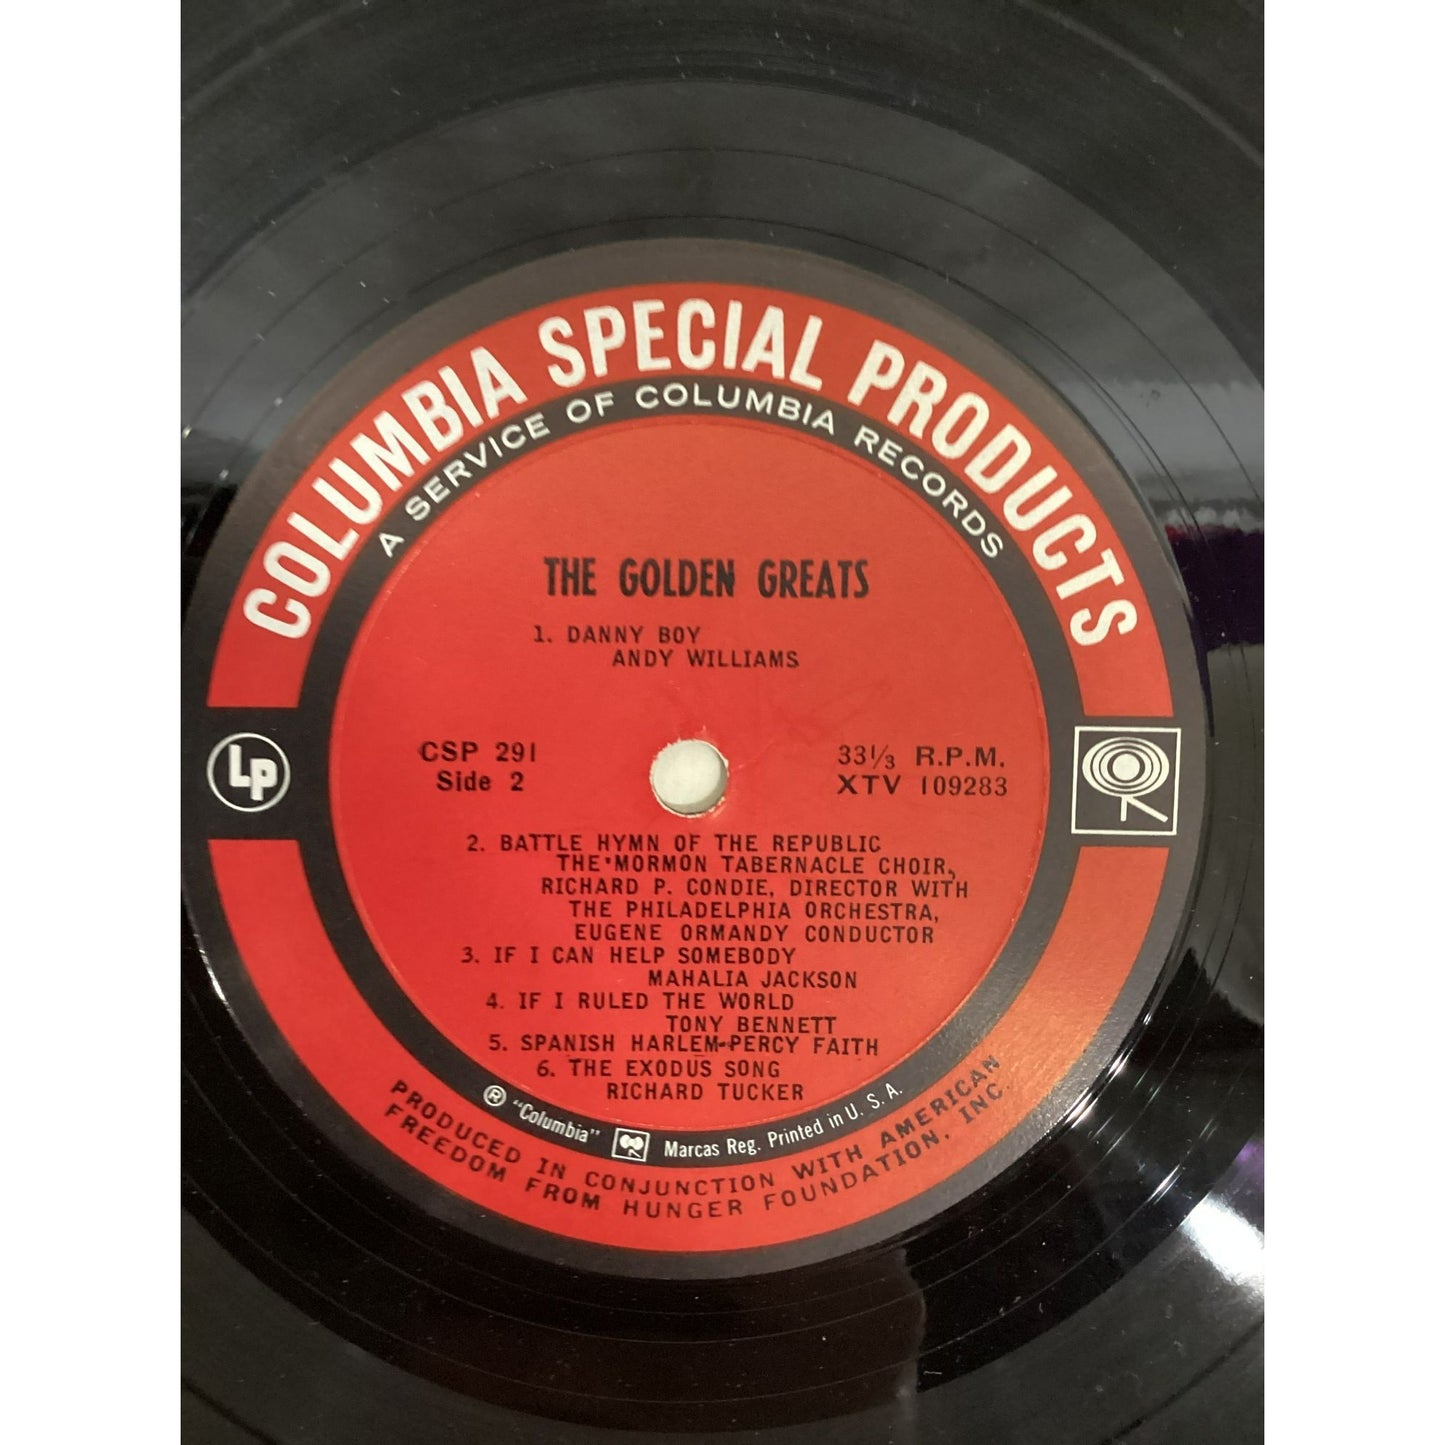 COLUMBIA SPECIAL PRODUCTS
A SERVICE OF COLUMBIA RECORDS
THE GOLDEN GREATS
1. DANNY BOY
ANDY WILLIAMS
LP
CSP 291
Side 2
33⅓ R.P.M.
XTV 109283
2. BATTLE HYMN OF THE REPUBLIC
THE MORMON TABERNACLE CHOIR,
RICHARD P. CONDIE, DIRECTOR WITH
THE PHILADELPHIA ORCHESTRA,
EUGENE ORMANDY CONDUCTOR
3. IF I CAN HELP SOMEBODY
MAHALIA JACKSON
4. IF I RULED THE WORLD
TONY BENNETT
5. SPANISH HARLEM-PERCY FAITH
6. THE EXODUS SONG
RICHARD TUCKER
® "Columbia" Marcas Reg. Printed in U. S. A.
PRODUCED IN CONJUNCTION WITH AMERICAN
FREEDOM FROM HUNGER FOUNDATION, INC.